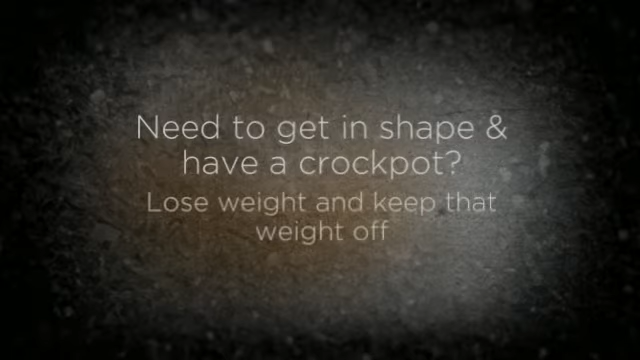 Need to get in shape &
have a crockpot?
Lose weight and keep that
weight off